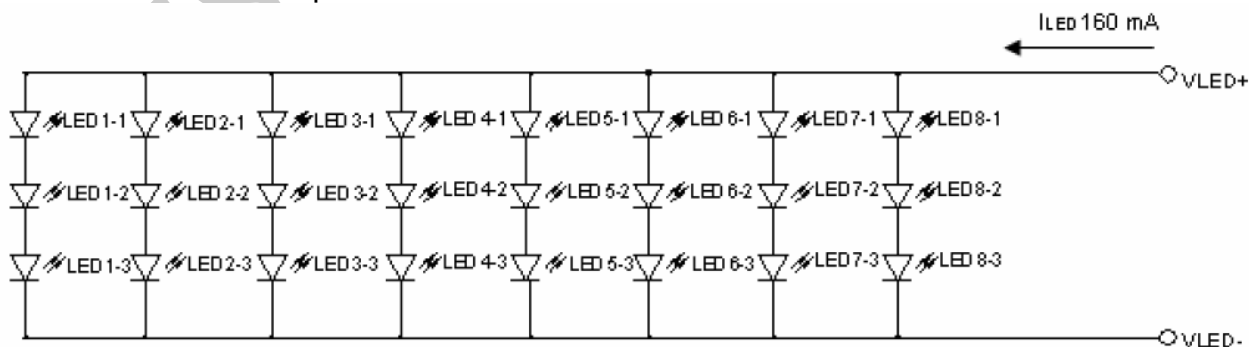 ILED 160 mA
VLED+
LED 1-1 LED 2-1 LED 3-1 LED 4-1 LED 5-1 LED 6-1 LED 7-1 LED 8-1
LED 1-2 LED 2-2 LED 3-2 LED 4-2 LED 5-2 LED 6-2 LED 7-2 LED 8-2
LED 1-3 LED 2-3 LED 3-3 LED 4-3 LED 5-3 LED 6-3 LED 7-3 LED 8-3
VLED-